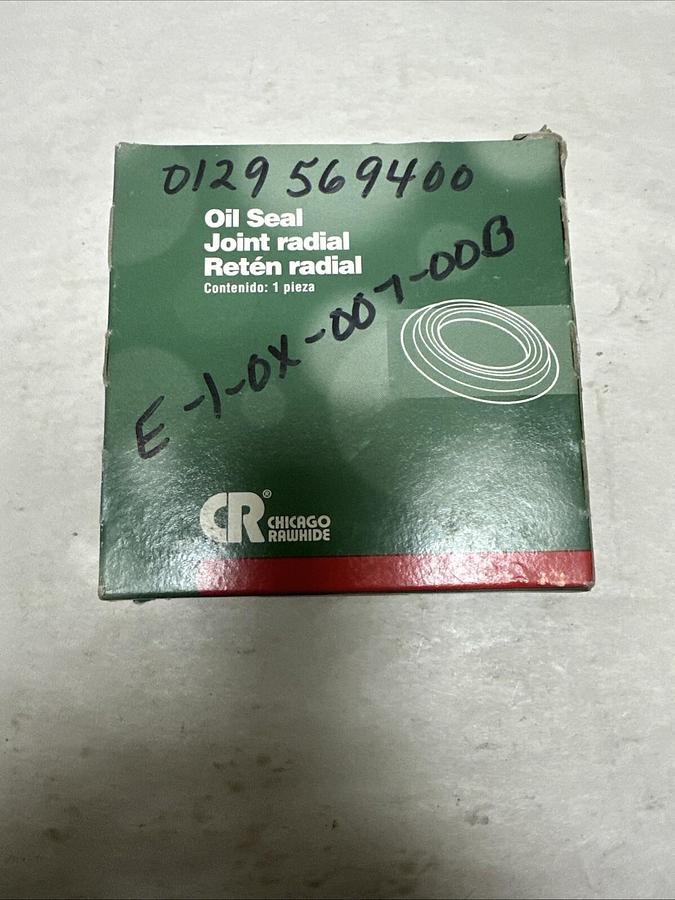 0129 569400
Oil Seal
Joint radial
Retén radial
Contenido: 1 pieza
E-1-0X-007-00B
CR®
CHICAGO
RAWHIDE